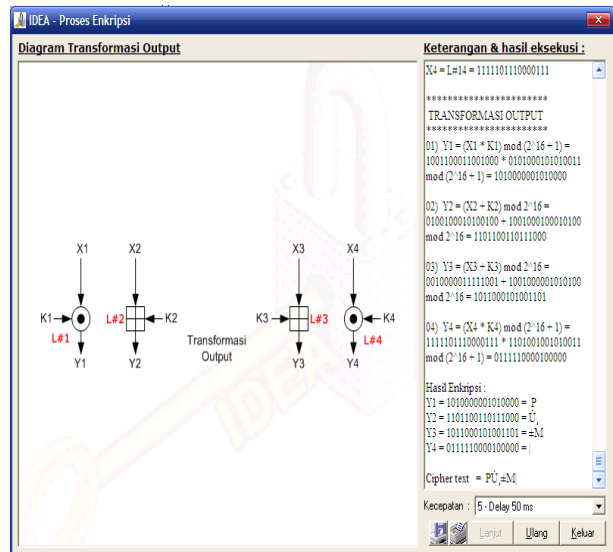 IDEA - Proses Enkripsi
Diagram Transformasi Output
X1 X2 X3 X4
K1 L#2 K2 K3 L#3 K4
L#1 L#4
Transformasi
Output
Y1 Y2 Y3 Y4
IDEA
Keterangan & hasil eksekusi :
X4 = L#14 = 1111101110000111
***********************
TRANSFORMASI OUTPUT
***********************
01) Y1 = (X1 * K1) mod (2^16 + 1) =
1001100011001000 * 0101000101010011
mod (2^16 + 1) = 1010000001010000
02) Y2 = (X2 + K2) mod 2^16 =
0100100010100100 + 1001000100010100
mod 2^16 = 1101100110111000
03) Y3 = (X3 + K3) mod 2^16 =
0010000011111001 + 1001000001010100
mod 2^16 = 1011000101001101
04) Y4 = (X4 * K4) mod (2^16 + 1) =
1111101110000111 * 1101001001010011
mod (2^16 + 1) = 0111110000100000
Hasil Enkripsi :
Y1 = 1010000001010000 = P
Y2 = 1101100110111000 = Ù¸
Y3 = 1011000101001101 = ±M
Y4 = 0111110000100000 = |
Cipher text = PÙ¸±M|
Kecepatan : 5 - Delay 50 ms
Lanjut Ulang Keluar